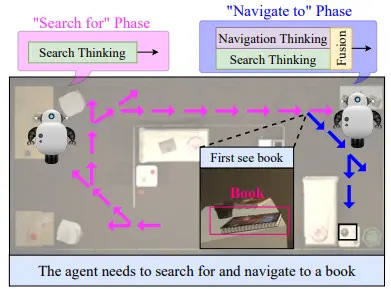 "Search for" Phase
"Navigate to" Phase
Search Thinking
Navigation Thinking
Search Thinking
Fusion
First see book
Book
The agent needs to search for and navigate to a book